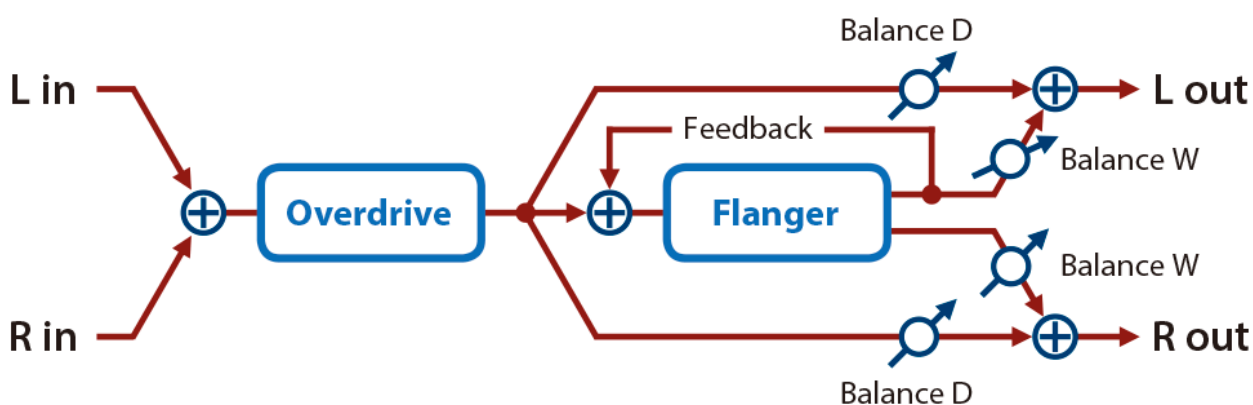 Balance D
L in
L out
Feedback
Balance W
Overdrive
Flanger
Balance W
R in
R out
Balance D